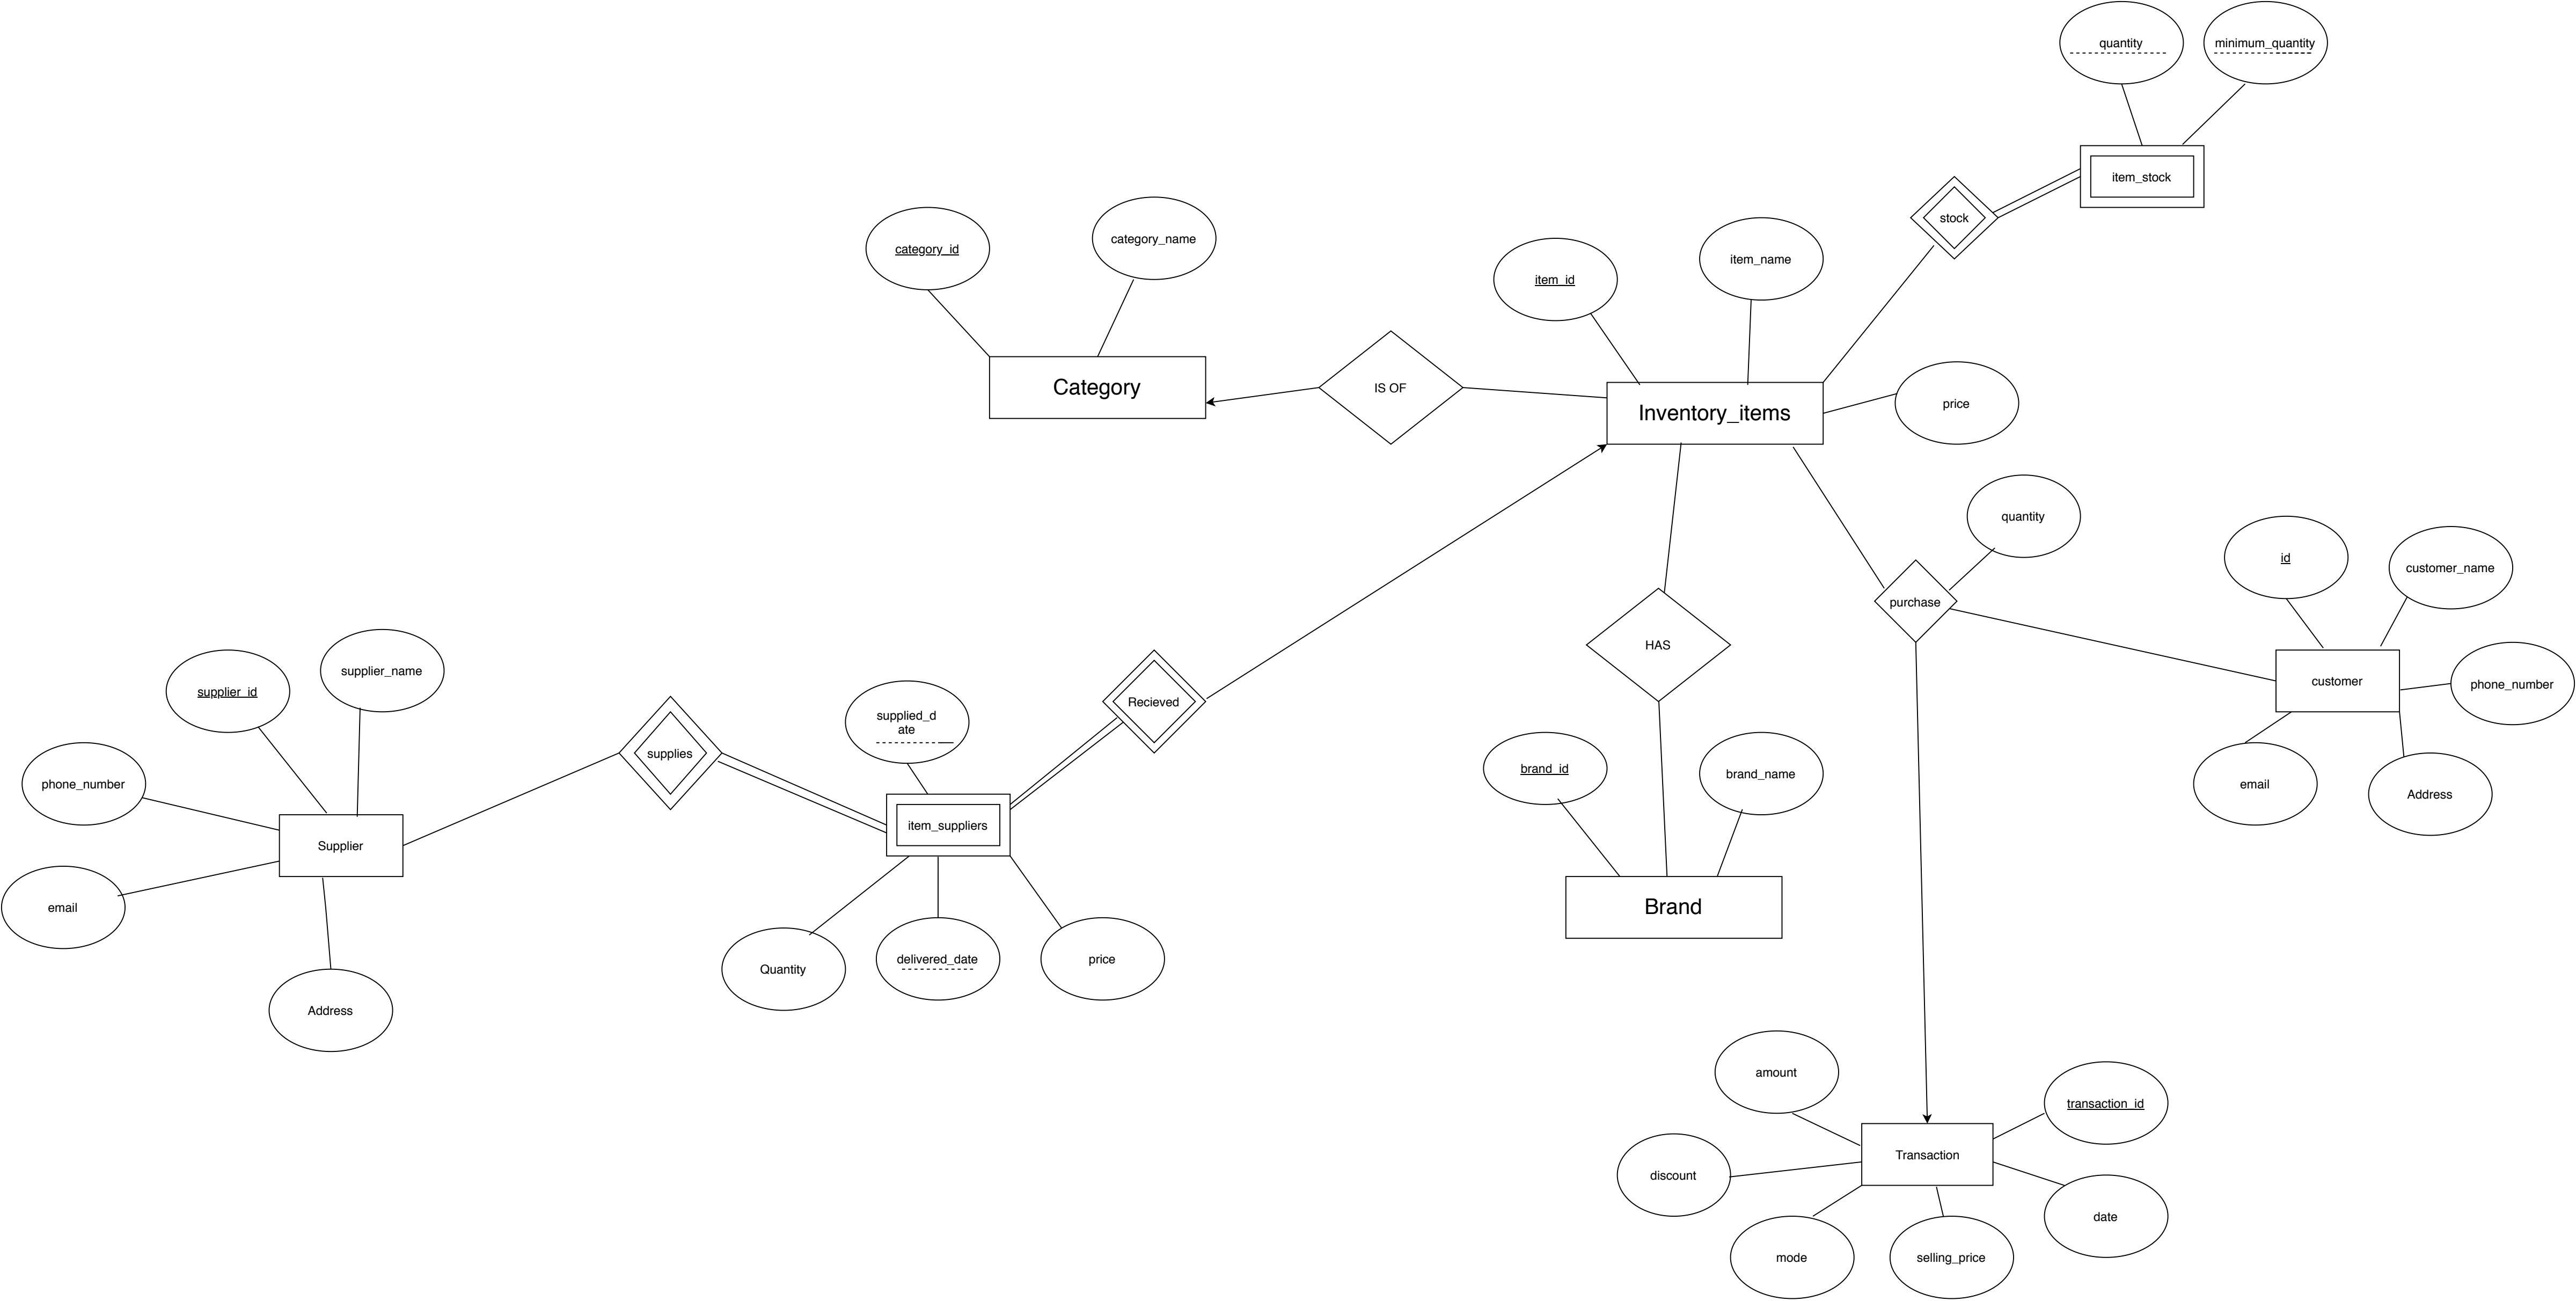 quantity
minimum_quantity
item_stock
stock
category_id
category_name
item_id
item_name
Category
IS OF
Inventory_items
price
quantity
purchase
id
customer_name
customer
phone_number
email
Address
supplier_id
supplier_name
phone_number
Supplier
email
Address
supplies
supplied_d
ate
item_suppliers
Recieved
Quantity
delivered_date
price
HAS
brand_id
brand_name
Brand
amount
transaction_id
discount
Transaction
mode
selling_price
date